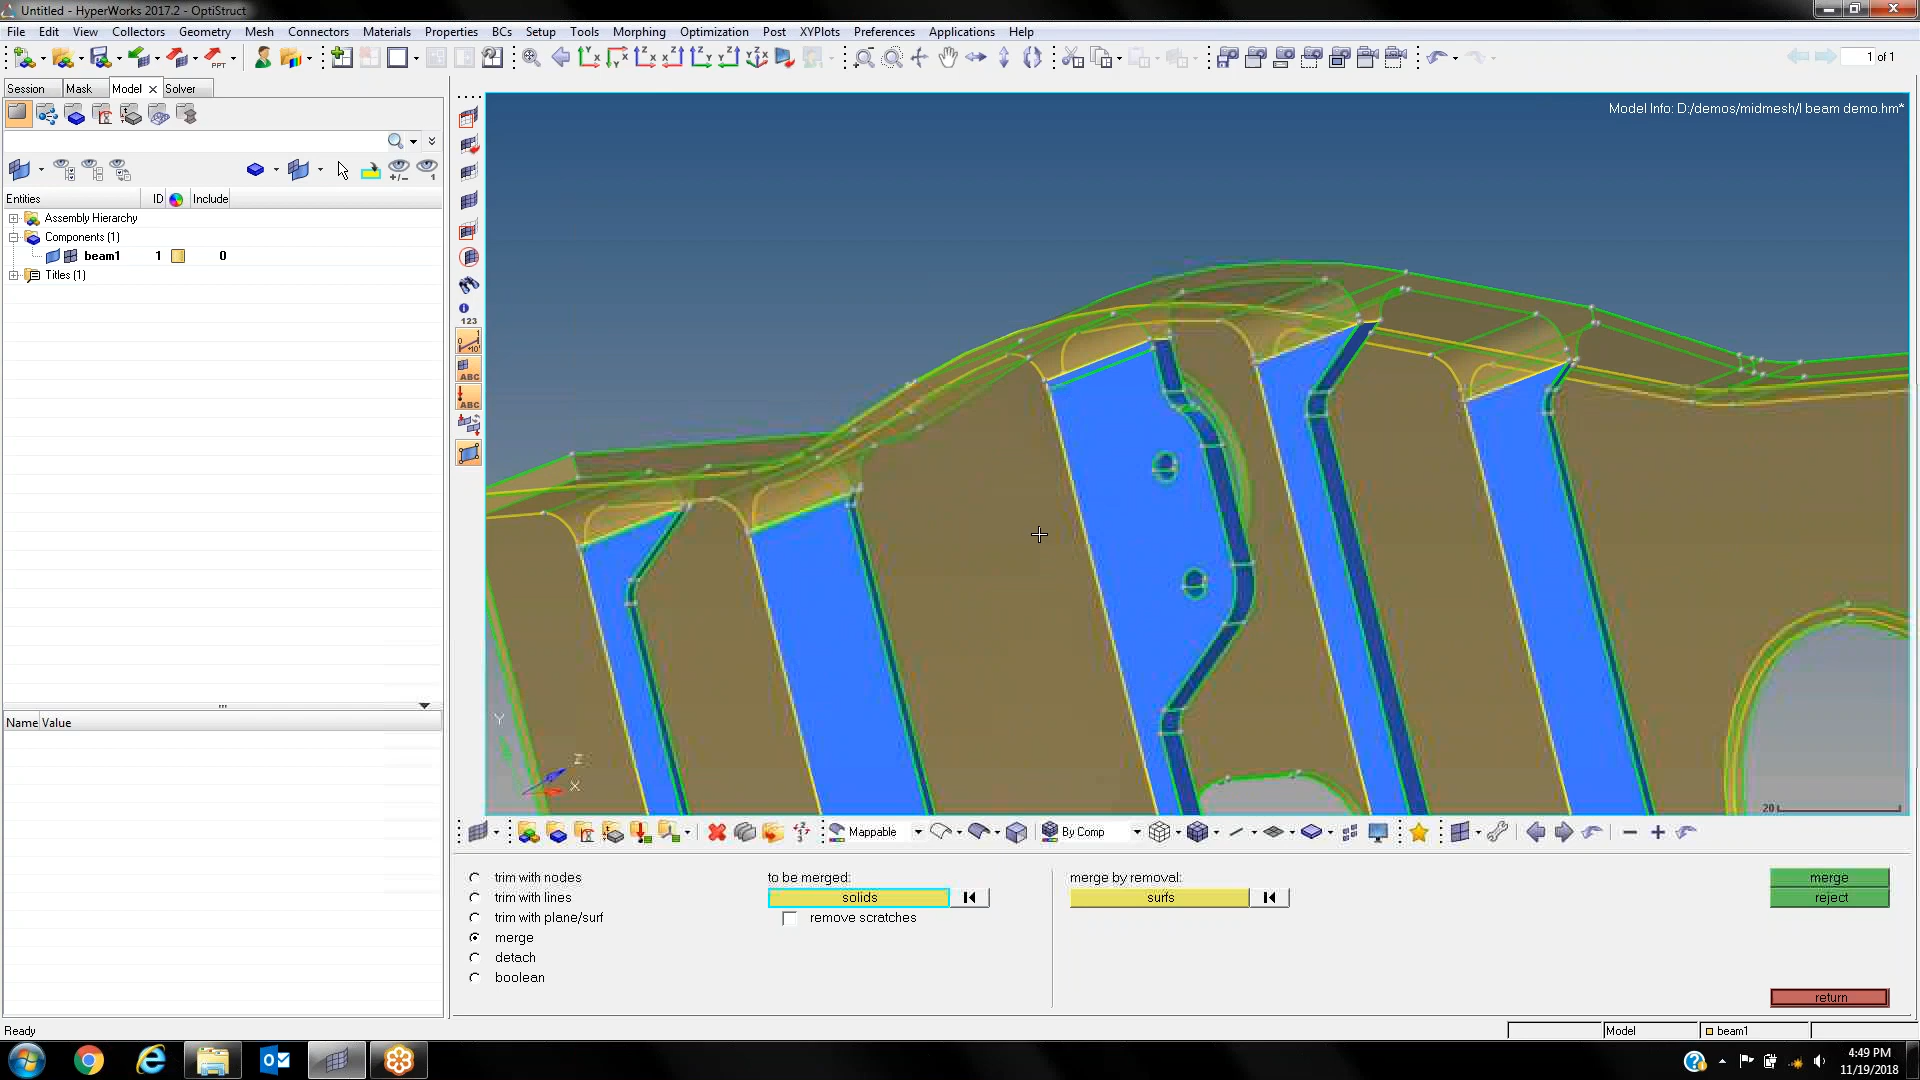 Untitled - HyperWorks 2017.2 - OptiStruct
File Edit View Collectors Geometry Mesh Connectors Materials Properties BCs Setup Tools Morphing Optimization Post XYPlots Preferences Applications Help
1 of 1
Session Mask Model Solver
Model Info: D:/demos/midmesh/I beam demo.hm*
Entities ID Include
Assembly Hierarchy
Components (1)
beam1 1 0
Titles (1)
123
ABC
ABC
Name Value
Y
Z
X
20
Mappable By Comp
trim with nodes
trim with lines
trim with plane/surf
merge
detach
boolean
to be merged:
solids
remove scratches
merge by removal:
surfs
merge
reject
return
Ready
Model beam1
4:49 PM
11/19/2018